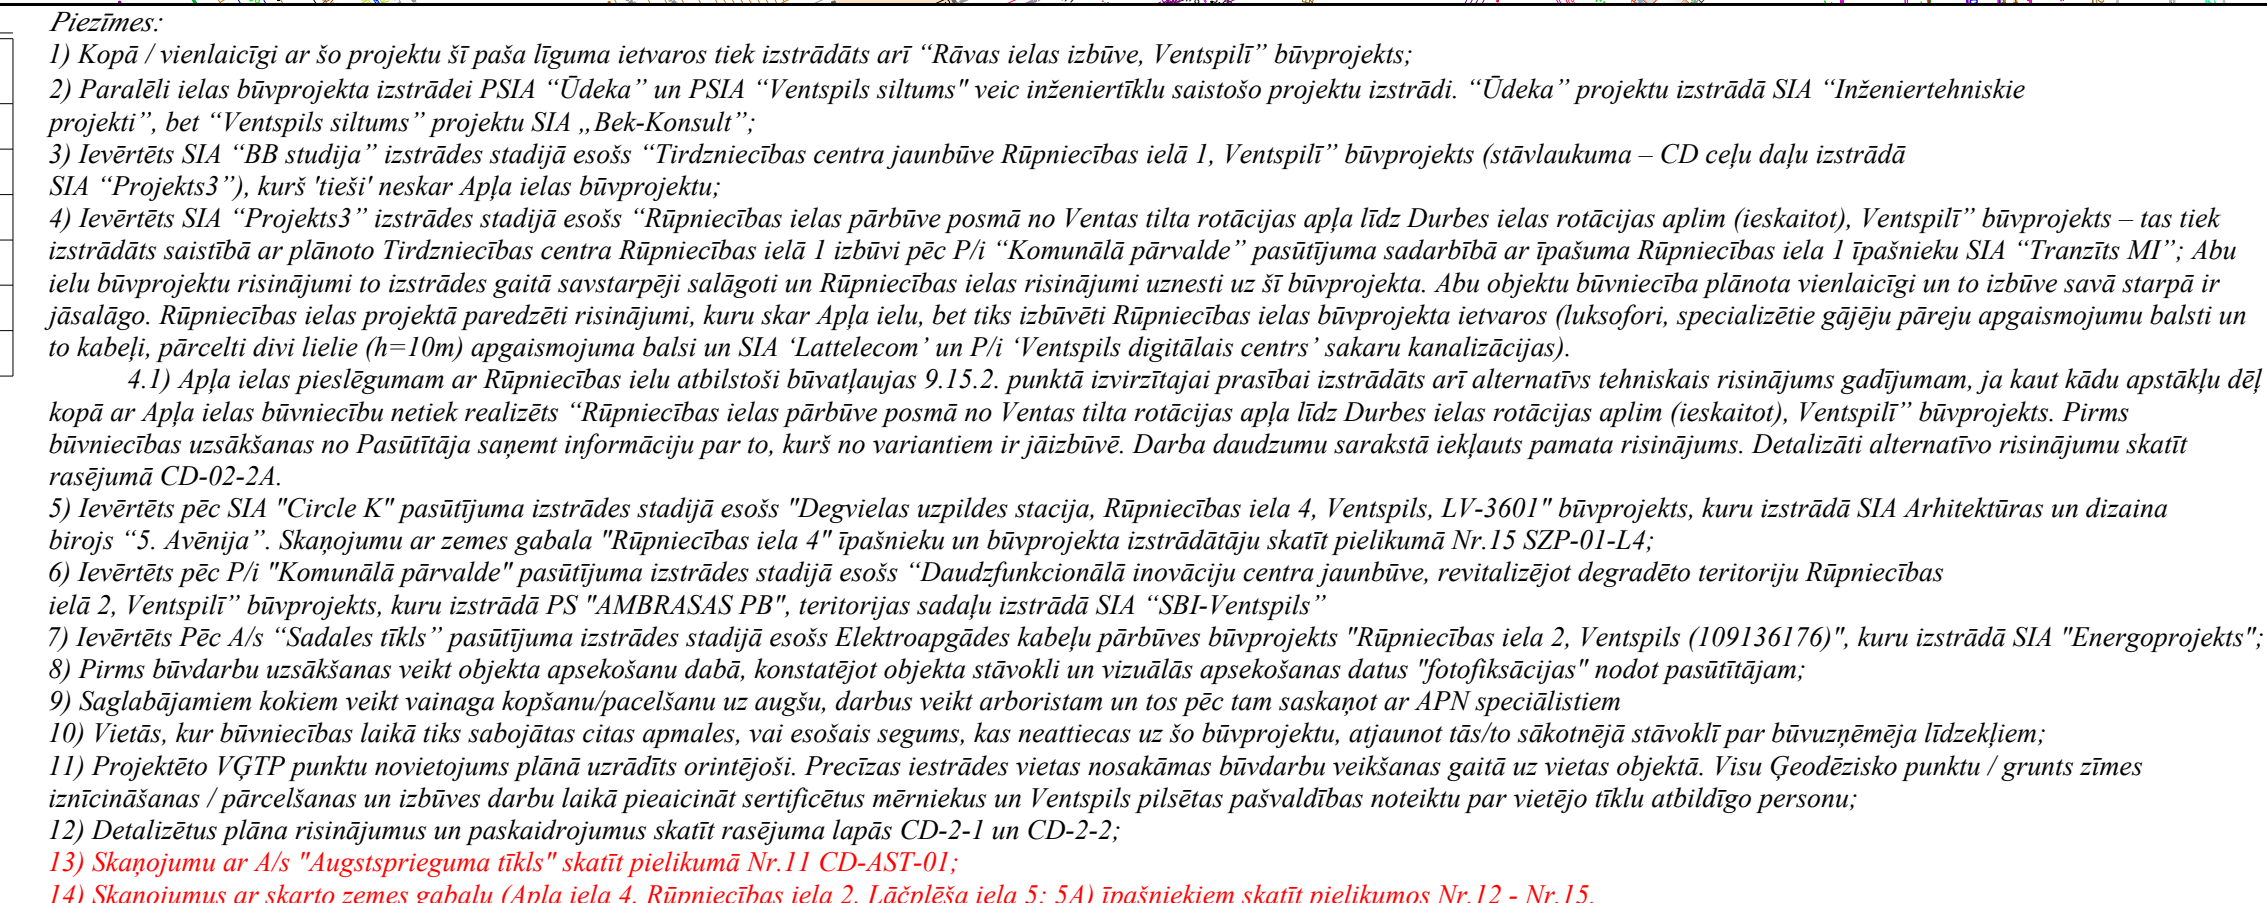 Piezīmes:
1) Kopā / vienlaicīgi ar šo projektu šī paša līguma ietvaros tiek izstrādāts arī “Rāvas ielas izbūve, Ventspilī” būvprojekts;
2) Paralēli ielas būvprojekta izstrādei PSIA “Ūdeka” un PSIA “Ventspils siltums" veic inženiertīklu saistošo projektu izstrādi. “Ūdeka” projektu izstrādā SIA “Inženiertehniskie
projekti”, bet “Ventspils siltums” projektu SIA „Bek-Konsult”;
3) Ievērtēts SIA “BB studija” izstrādes stadijā esošs “Tirdzniecības centra jaunbūve Rūpniecības ielā 1, Ventspilī” būvprojekts (stāvlaukuma – CD ceļu daļu izstrādā
SIA “Projekts3”), kurš 'tieši' neskar Apļa ielas būvprojektu;
4) Ievērtēts SIA “Projekts3” izstrādes stadijā esošs “Rūpniecības ielas pārbūve posmā no Ventas tilta rotācijas apļa līdz Durbes ielas rotācijas aplim (ieskaitot), Ventspilī” būvprojekts – tas tiek
izstrādāts saistībā ar plānoto Tirdzniecības centra Rūpniecības ielā 1 izbūvi pēc P/i “Komunālā pārvalde” pasūtījuma sadarbībā ar īpašuma Rūpniecības iela 1 īpašnieku SIA “Tranzīts MI”; Abu
ielu būvprojektu risinājumi to izstrādes gaitā savstarpēji salāgoti un Rūpniecības ielas risinājumi uznesti uz šī būvprojekta. Abu objektu būvniecība plānota vienlaicīgi un to izbūve savā starpā ir
jāsalāgo. Rūpniecības ielas projektā paredzēti risinājumi, kuru skar Apļa ielu, bet tiks izbūvēti Rūpniecības ielas būvprojekta ietvaros (luksofori, specializētie gājēju pāreju apgaismojumu balsti un
to kabeļi, pārcelti divi lielie (h=10m) apgaismojuma balsi un SIA ‘Lattelecom’ un P/i ‘Ventspils digitālais centrs’ sakaru kanalizācijas).
4.1) Apļa ielas pieslēgumam ar Rūpniecības ielu atbilstoši būvatļaujas 9.15.2. punktā izvirzītajai prasībai izstrādāts arī alternatīvs tehniskais risinājums gadījumam, ja kaut kādu apstākļu dēļ
kopā ar Apļa ielas būvniecību netiek realizēts “Rūpniecības ielas pārbūve posmā no Ventas tilta rotācijas apļa līdz Durbes ielas rotācijas aplim (ieskaitot), Ventspilī” būvprojekts. Pirms
būvniecības uzsākšanas no Pasūtītāja saņemt informāciju par to, kurš no variantiem ir jāizbūvē. Darba daudzumu sarakstā iekļauts pamata risinājums. Detalizāti alternatīvo risinājumu skatīt
rasējumā CD-02-2A.
5) Ievērtēts pēc SIA "Circle K" pasūtījuma izstrādes stadijā esošs "Degvielas uzpildes stacija, Rūpniecības iela 4, Ventspils, LV-3601" būvprojekts, kuru izstrādā SIA Arhitektūras un dizaina
birojs “5. Avēnija”. Skaņojumu ar zemes gabala "Rūpniecības iela 4" īpašnieku un būvprojekta izstrādātāju skatīt pielikumā Nr.15 SZP-01-L4;
6) Ievērtēts pēc P/i "Komunālā pārvalde" pasūtījuma izstrādes stadijā esošs “Daudzfunkcionālā inovāciju centra jaunbūve, revitalizējot degradēto teritoriju Rūpniecības
ielā 2, Ventspilī” būvprojekts, kuru izstrādā PS "AMBRASAS PB", teritorijas sadaļu izstrādā SIA “SBI-Ventspils”
7) Ievērtēts Pēc A/s “Sadales tīkls” pasūtījuma izstrādes stadijā esošs Elektroapgādes kabeļu pārbūves būvprojekts "Rūpniecības iela 2, Ventspils (109136176)", kuru izstrādā SIA "Energoprojekts";
8) Pirms būvdarbu uzsākšanas veikt objekta apsekošanu dabā, konstatējot objekta stāvokli un vizuālās apsekošanas datus "fotofiksācijas" nodot pasūtītājam;
9) Saglabājamiem kokiem veikt vainaga kopšanu/pacelšanu uz augšu, darbus veikt arboristam un tos pēc tam saskaņot ar APN speciālistiem
10) Vietās, kur būvniecības laikā tiks sabojātas citas apmales, vai esošais segums, kas neattiecas uz šo būvprojektu, atjaunot tās/to sākotnējā stāvoklī par būvuzņēmēja līdzekļiem;
11) Projektēto VĢTP punktu novietojums plānā uzrādīts orintējoši. Precīzas iestrādes vietas nosakāmas būvdarbu veikšanas gaitā uz vietas objektā. Visu Ģeodēzisko punktu / grunts zīmes
iznīcināšanas / pārcelšanas un izbūves darbu laikā pieaicināt sertificētus mērniekus un Ventspils pilsētas pašvaldības noteiktu par vietējo tīklu atbildīgo personu;
12) Detalizētus plāna risinājumus un paskaidrojumus skatīt rasējuma lapās CD-2-1 un CD-2-2;
13) Skaņojumu ar A/s "Augstsprieguma tīkls" skatīt pielikumā Nr.11 CD-AST-01;
14) Skaņojumus ar skarto zemes gabalu (Apļa iela 4, Rūpniecības iela 2, Lāčplēša iela 5; 5A) īpašniekiem skatīt pielikumos Nr.12 - Nr.15.